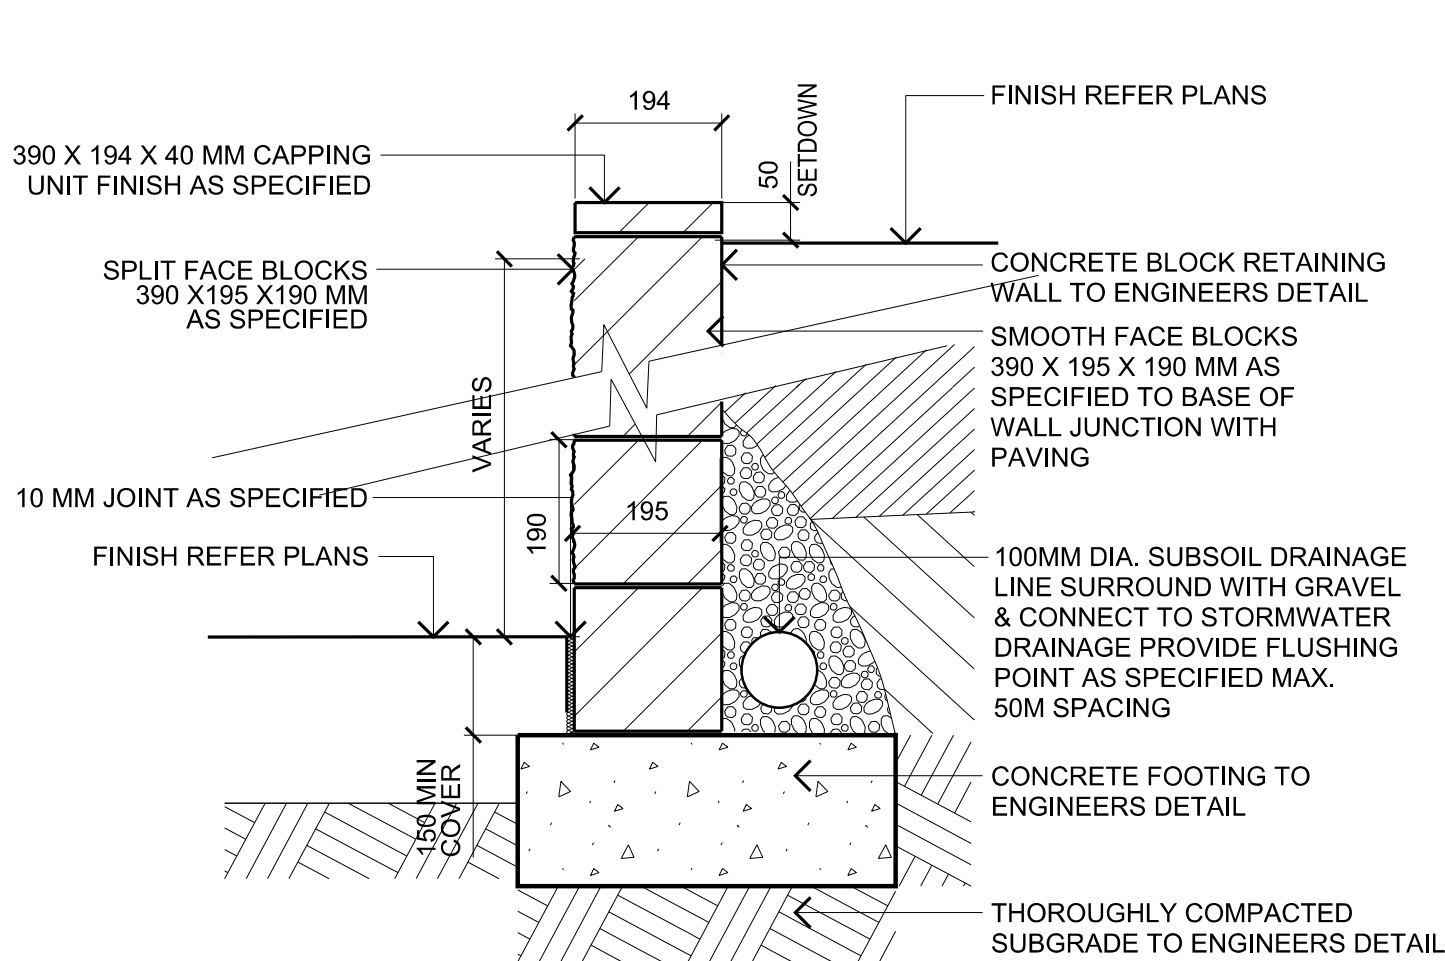 194
50
SETDOWN
FINISH REFER PLANS
390 X 194 X 40 MM CAPPING
UNIT FINISH AS SPECIFIED
SPLIT FACE BLOCKS
390 X195 X190 MM
AS SPECIFIED
CONCRETE BLOCK RETAINING
WALL TO ENGINEERS DETAIL
SMOOTH FACE BLOCKS
390 X 195 X 190 MM AS
SPECIFIED TO BASE OF
WALL JUNCTION WITH
PAVING
VARIES
10 MM JOINT AS SPECIFIED
190
195
FINISH REFER PLANS
100MM DIA. SUBSOIL DRAINAGE
LINE SURROUND WITH GRAVEL
& CONNECT TO STORMWATER
DRAINAGE PROVIDE FLUSHING
POINT AS SPECIFIED MAX.
50M SPACING
150 MIN
COVER
CONCRETE FOOTING TO
ENGINEERS DETAIL
THOROUGHLY COMPACTED
SUBGRADE TO ENGINEERS DETAIL